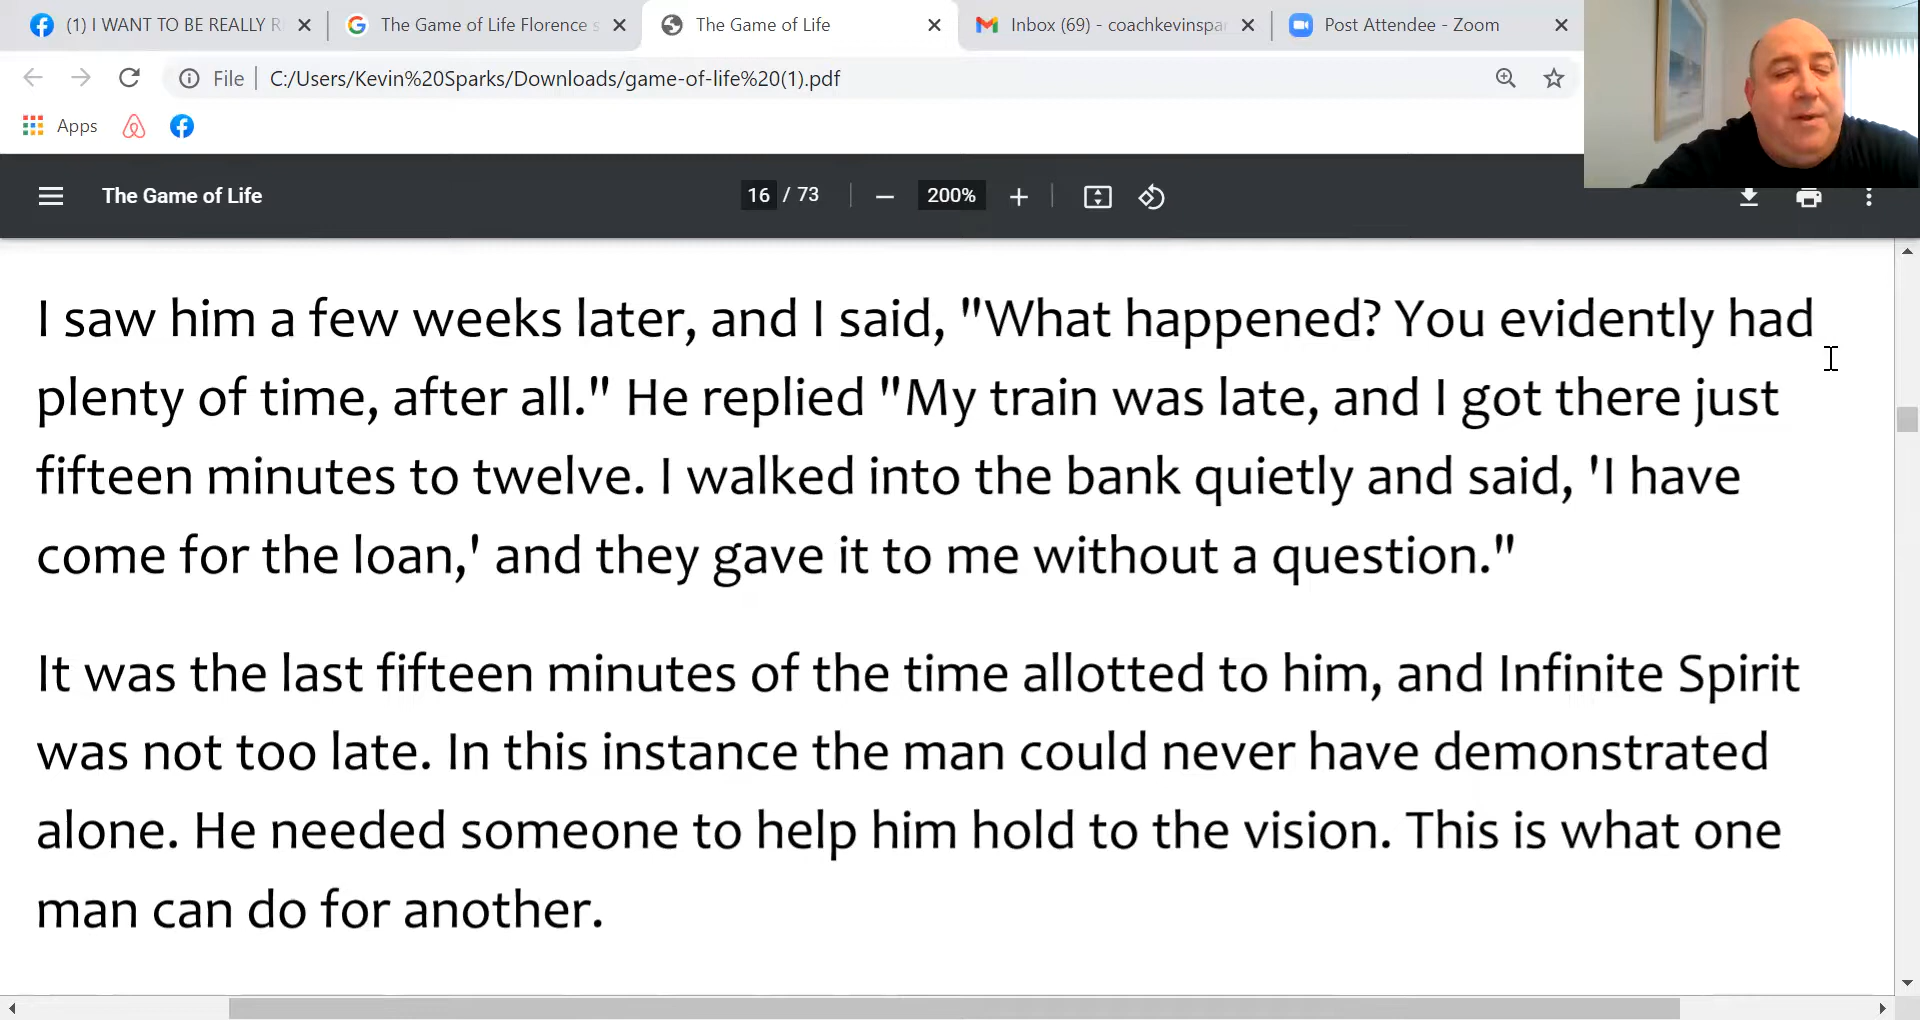 (1) I WANT TO BE REALLY R
The Game of Life Florence s
The Game of Life
Inbox (69) - coachkevinspar
Post Attendee - Zoom
File
C:/Users/Kevin%20Sparks/Downloads/game-of-life%20(1).pdf
Apps
The Game of Life
16 / 73
200%
I saw him a few weeks later, and I said, "What happened? You evidently had
plenty of time, after all." He replied "My train was late, and I got there just
fifteen minutes to twelve. I walked into the bank quietly and said, 'I have
come for the loan,' and they gave it to me without a question."
It was the last fifteen minutes of the time allotted to him, and Infinite Spirit
was not too late. In this instance the man could never have demonstrated
alone. He needed someone to help him hold to the vision. This is what one
man can do for another.